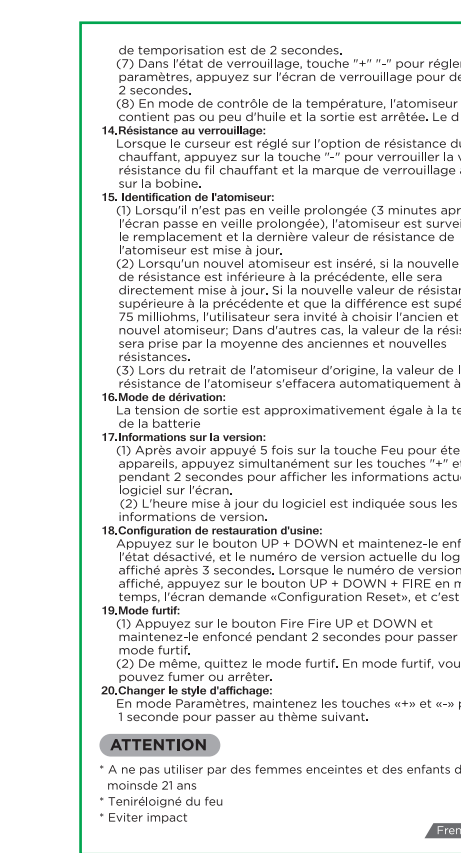 de temporisation est de 2 secondes.
(7) Dans l'état de verrouillage, touche "+" "-" pour régler
paramètres, appuyez sur l'écran de verrouillage pour
2 secondes.
(8) En mode de contrôle de la température, l'atomiseur
contient pas ou peu d'huile et la sortie est arrêtée. Le
14.Résistance au verrouillage:
Lorsque le curseur est réglé sur l'option de résistance
chauffant, appuyez sur la touche "-" pour verrouiller la
résistance du fil chauffant et la marque de verrouillage
sur la bobine.
15. Identification de l'atomiseur:
(1) Lorsqu'il n'est pas en veille prolongée (3 minutes
l'écran passe en veille prolongée), l'atomiseur est
le remplacement et la dernière valeur de résistance de
l'atomiseur est mise à jour.
(2) Lorsqu'un nouvel atomiseur est inséré, si la nouvelle
de résistance est inférieure à la précédente, elle sera
directement mise à jour. Si la nouvelle valeur de
supérieure à la précédente et que la différence est
75 milliohms, l'utilisateur sera invité à choisir l'ancien et
nouvel atomiseur; Dans d'autres cas, la valeur de la
sera prise par la moyenne des anciennes et nouvelles
résistances.
(3) Lors du retrait de l'atomiseur d'origine, la valeur de
résistance de l'atomiseur s'effacera automatiquement à
16.Mode de dérivation:
La tension de sortie est approximativement égale à la
de la batterie
17.Informations sur la version:
(1) Après avoir appuyé 5 fois sur la touche Feu pour
appareils, appuyez simultanément sur les touches "+" et
pendant 2 secondes pour afficher les informations
logiciel sur l'écran.
(2) L'heure mise à jour du logiciel est indiquée sous les
informations de version.
18.Configuration de restauration d'usine:
Appuyez sur le bouton UP + DOWN et maintenez-le
l'état désactivé, et le numéro de version actuelle du
affiché après 3 secondes. Lorsque le numéro de version
affiché, appuyez sur le bouton UP + DOWN + FIRE en
temps, l'écran demande «Configuration Reset», et c'est
19.Mode furtif:
(1) Appuyez sur le bouton Fire Fire UP et DOWN et
maintenez-le enfoncé pendant 2 secondes pour passer
mode furtif.
(2) De même, quittez le mode furtif. En mode furtif,
pouvez fumer ou arrêter.
20.Changer le style d'affichage:
En mode Paramètres, maintenez les touches «+» et «-»
1 seconde pour passer au thème suivant.
ATTENTION
* A ne pas utiliser par des femmes enceintes et des enfants
moinsde 21 ans
* Teniréloigné du feu
* Eviter impact